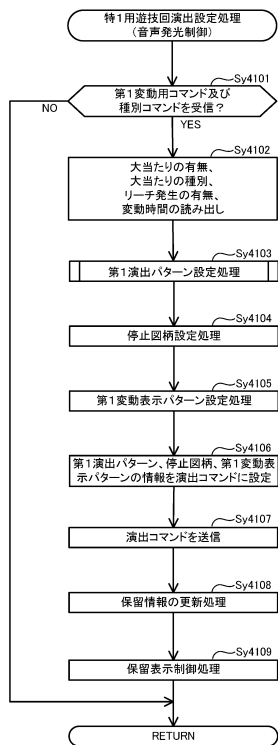 特1用遊技回演出設定処理
(音声発光制御)
Sy4101
第1変動用コマンド及び
種別コマンドを受信？
NO
YES
Sy4102
大当たりの有無、
大当たりの種別、
リーチ発生の有無、
変動時間の読み出し
Sy4103
第1演出パターン設定処理
Sy4104
停止図柄設定処理
Sy4105
第1変動表示パターン設定処理
Sy4106
第1演出パターン、停止図柄、第1変動表
示パターンの情報を演出コマンドに設定
Sy4107
演出コマンドを送信
Sy4108
保留情報の更新処理
Sy4109
保留表示制御処理
RETURN